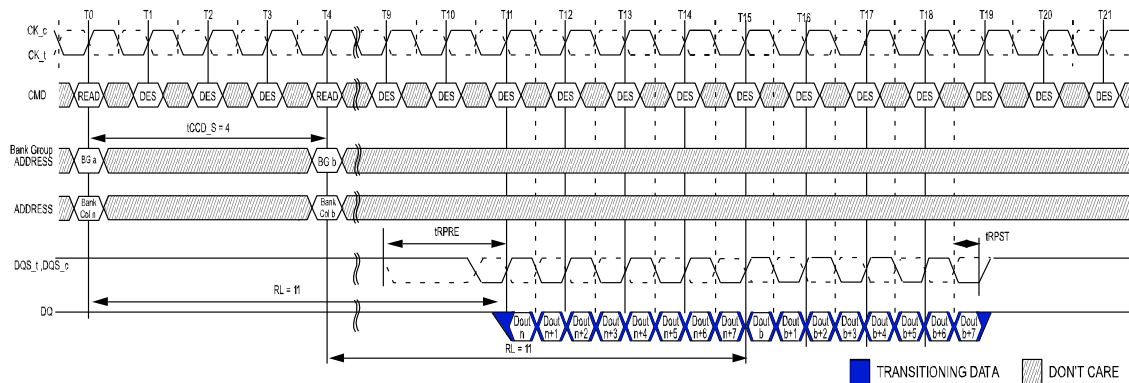 T0 T1 T2 T3 T4 T9 T10 T11 T12 T13 T14 T15 T16 T17 T18 T19 T20 T21
CK_c
CK_t
CMD READ DES DES DES READ DES DES DES DES DES DES DES DES DES DES DES DES DES
tCCD_S = 4
Bank Group
ADDRESS BG a BG b
ADDRESS Bank Col n Bank Col b
tRPRE tRPST
DQS_t ,DQS_c
RL = 11
DQ Dout n Dout n+1 Dout n+2 Dout n+3 Dout n+4 Dout n+5 Dout n+6 Dout n+7 Dout b Dout b+1 Dout b+2 Dout b+3 Dout b+4 Dout b+5 Dout b+6 Dout b+7
RL = 11
TRANSITIONING DATA DON'T CARE